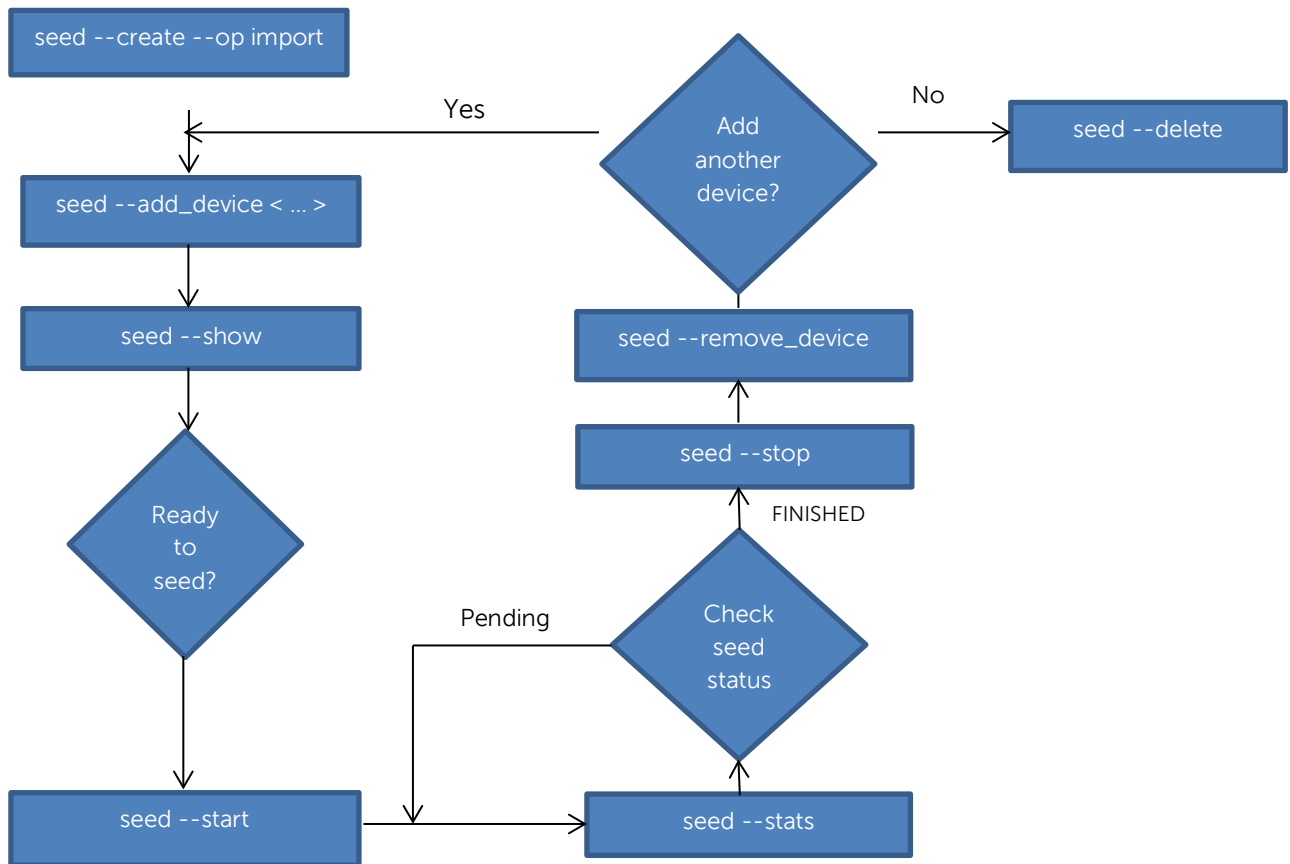 seed --create --op import
Yes
No
Add
another
device?
seed --delete
seed --add_device < ... >
seed --show
seed --remove_device
seed --stop
FINISHED
Ready
to
seed?
Pending
Check
seed
status
seed --start
seed --stats